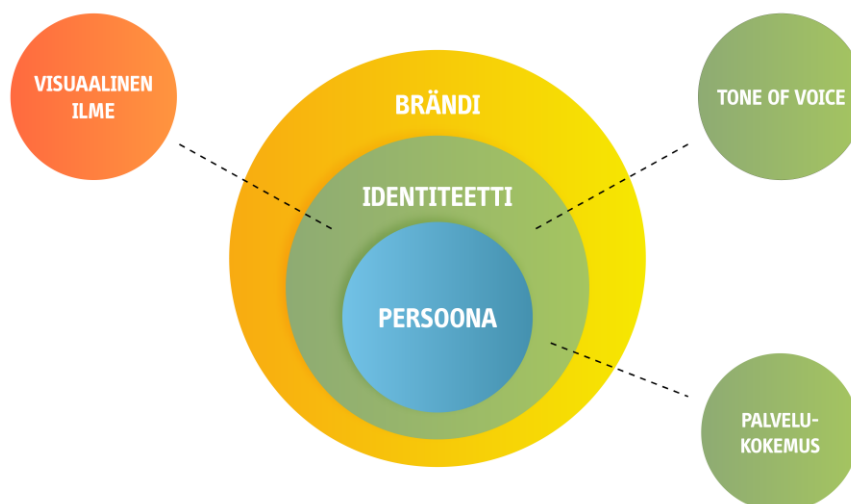 VISUAALINEN
ILME
BRÄNDI
TONE OF VOICE
IDENTITEETTI
PERSOONA
PALVELU-
KOKEMUS